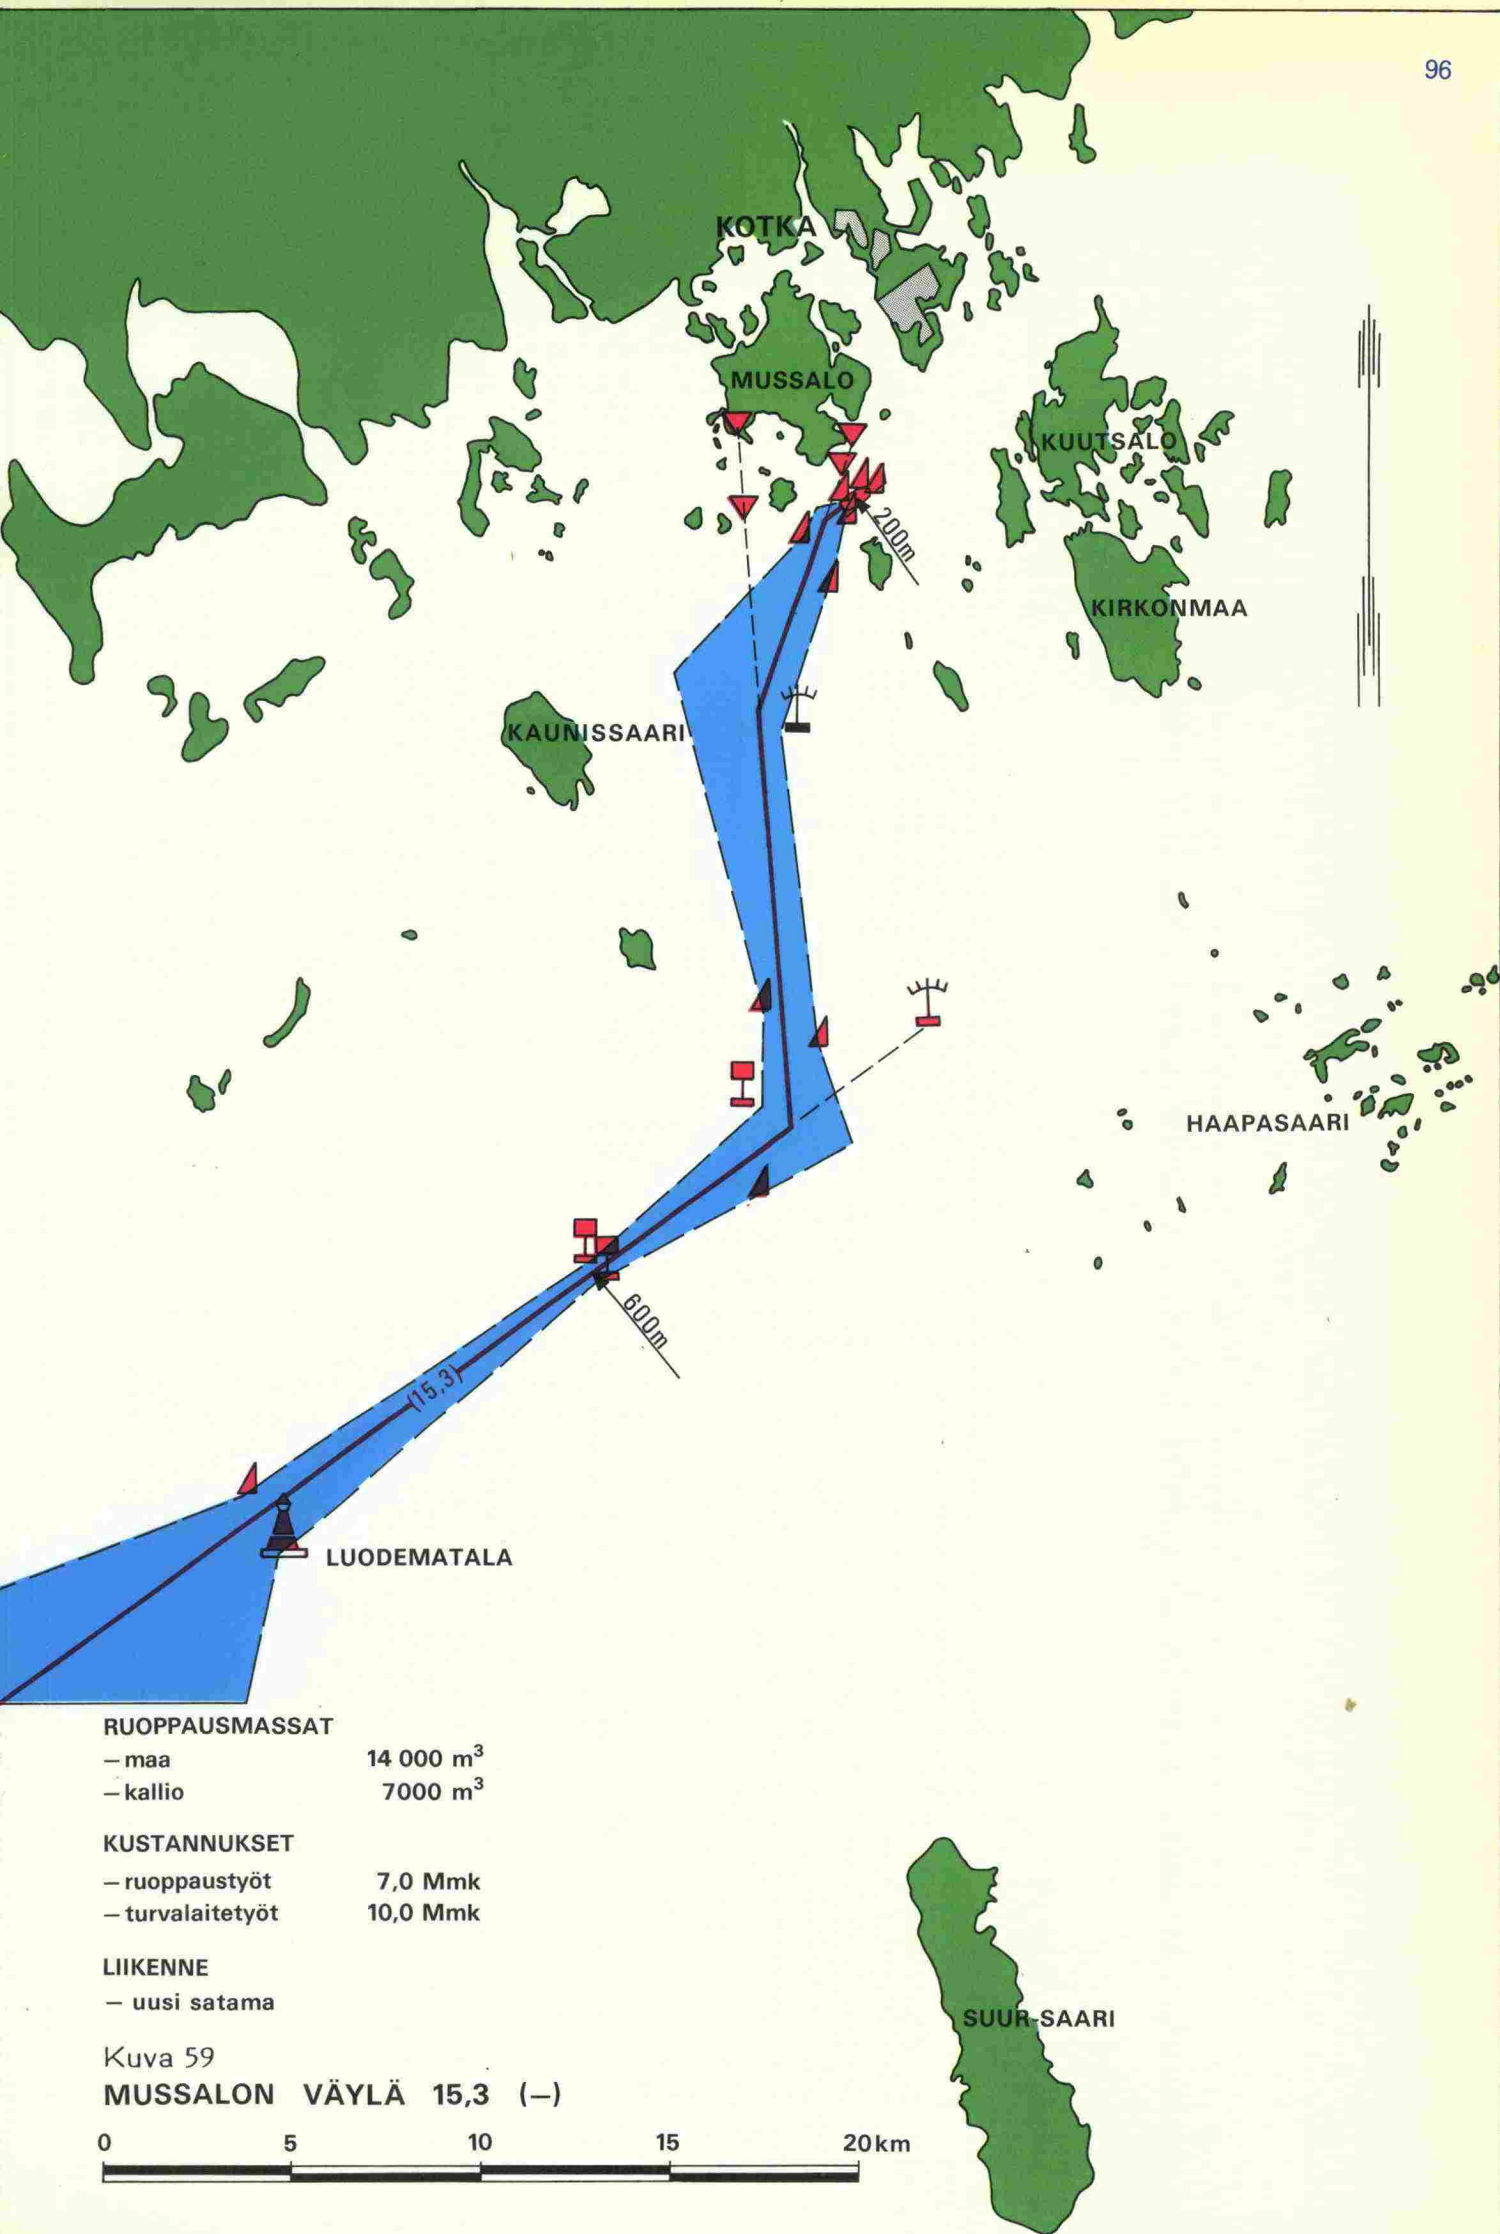 96
KOTKA
MUSSALO
KUUTSALO
200m
KIRKONMAA
KAUNISSAARI
HAAPASAARI
600m
(15,3)
LUODEMATALA
RUOPPAUSMASSAT
– maa 14 000 m³
– kallio 7000 m³
KUSTANNUKSET
– ruoppaustyöt 7,0 Mmk
– turvalaitetyöt 10,0 Mmk
LIIKENNE
– uusi satama
SUUR-SAARI
Kuva 59
MUSSALON VÄYLÄ 15,3 (–)
0 5 10 15 20 km